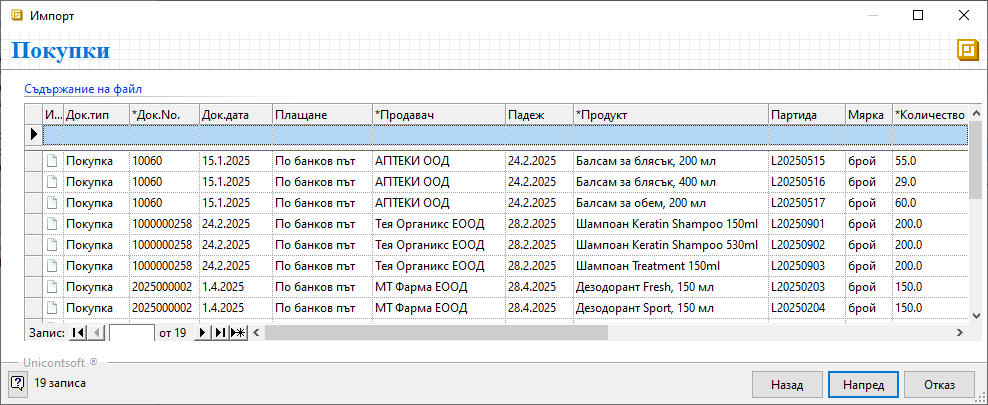 Импорт
Покупки
Съдържание на файл
И... Док.тип *Док.No. Док.дата Плащане *Продавач Падеж *Продукт Партида Мярка *Количество
Покупка 10060 15.1.2025 По банков път АПТЕКИ ООД 24.2.2025 Балсам за блясък, 200 мл L20250515 брой 55.0
Покупка 10060 15.1.2025 По банков път АПТЕКИ ООД 24.2.2025 Балсам за блясък, 400 мл L20250516 брой 29.0
Покупка 10060 15.1.2025 По банков път АПТЕКИ ООД 24.2.2025 Балсам за обем, 200 мл L20250517 брой 60.0
Покупка 1000000258 24.2.2025 По банков път Тея Органикс ЕООД 28.2.2025 Шампоан Keratin Shampoo 150ml L20250901 брой 200.0
Покупка 1000000258 24.2.2025 По банков път Тея Органикс ЕООД 28.2.2025 Шампоан Keratin Shampoo 530ml L20250902 брой 200.0
Покупка 1000000258 24.2.2025 По банков път Тея Органикс ЕООД 28.2.2025 Шампоан Treatment 150ml L20250903 брой 200.0
Покупка 2025000002 1.4.2025 По банков път МТ Фарма ЕООД 28.4.2025 Дезодорант Fresh, 150 мл L20250203 брой 150.0
Покупка 2025000002 1.4.2025 По банков път МТ Фарма ЕООД 28.4.2025 Дезодорант Sport, 150 мл L20250204 брой 150.0
Запис: от 19
Unicontsoft ®
19 записа Назад Напред Отказ